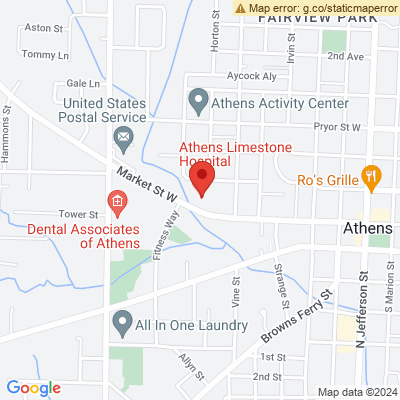 Map error: g.co/staticmaperror
FAIRVIEW PARK
Aston St
Tommy Ln
Horton St
Irvin St
2nd Ave
Gale Ln
Aycock Aly
United States
Postal Service
Athens Activity Center
Hammons St
Pryor St W
Athens Limestone
Hospital
Market St W
Ro's Grille
Tower St
Dental Associates
of Athens
Fitness Way
Athens
Vine St
Strange St
S Marion St
N Jefferson St
Browns Ferry St
All In One Laundry
Allyn St
1st St
2nd St
Google
Map data ©2024